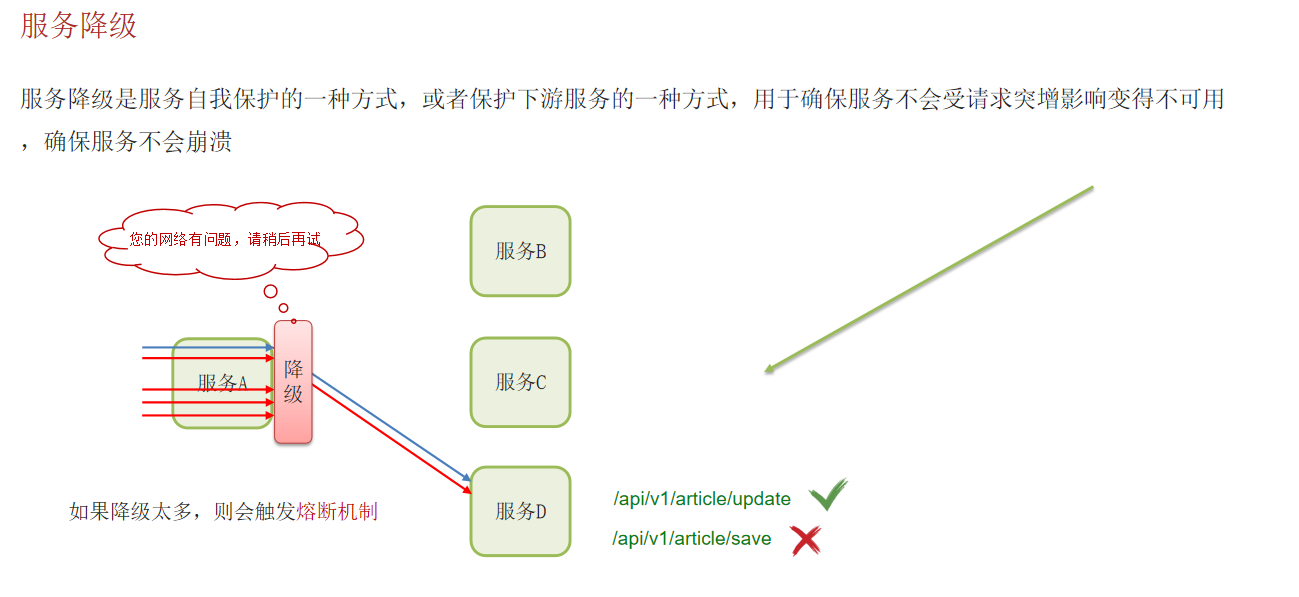 服务降级
服务降级是服务自我保护的一种方式，或者保护下游服务的一种方式，用于确保服务不会受请求突增影响变得不可用
，确保服务不会崩溃
您的网络有问题，请稍后再试
服务B
服务A
降
级
服务C
如果降级太多，则会触发熔断机制
服务D
/api/v1/article/update
/api/v1/article/save